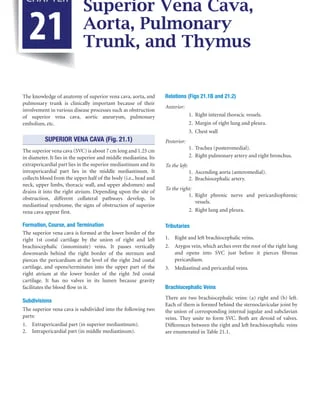 CHAPTER
21
Superior Vena Cava,
Aorta, Pulmonary
Trunk, and Thymus
The knowledge of anatomy of superior vena cava, aorta, and
pulmonary trunk is clinically important because of their
involvement in various disease processes such as obstruction
of superior vena cava, aortic aneurysm, pulmonary
embolism, etc.
SUPERIOR VENA CAVA (Fig. 21.1)
The superior vena cava (SVC) is about 7 cm long and 1.25 cm
in diameter. It lies in the superior and middle mediastina. Its
extrapericardial part lies in the superior mediastinum and its
intrapericardial part lies in the middle mediastinum. It
collects blood from the upper half of the body (i.e., head and
neck, upper limbs, thoracic wall, and upper abdomen) and
drains it into the right atrium. Depending upon the site of
obstruction, different collateral pathways develop. In
mediastinal syndrome, the signs of obstruction of superior
vena cava appear first.
Formation, Course, and Termination
The superior vena cava is formed at the lower border of the
right 1st costal cartilage by the union of right and left
brachiocephalic (innominate) veins. It passes vertically
downwards behind the right border of the sternum and
pierces the pericardium at the level of the right 2nd costal
cartilage, and opens/terminates into the upper part of the
right atrium at the lower border of the right 3rd costal
cartilage. It has no valves in its lumen because gravity
facilitates the blood flow in it.
Subdivisions
The superior vena cava is subdivided into the following two
parts:
1. Extrapericardial part (in superior mediastinum).
2. Intrapericardial part (in middle mediastinum).
Relations (Figs 21.1B and 21.2)
Anterior:
1. Right internal thoracic vessels.
2. Margin of right lung and pleura.
3. Chest wall
Posterior:
1. Trachea (posteromedial).
2. Right pulmonary artery and right bronchus.
To the left:
1. Ascending aorta (anteromedial).
2. Brachiocephalic artery.
To the right:
1. Right phrenic nerve and pericardiophrenic
vessels.
2. Right lung and pleura.
Tributaries
1. Right and left brachiocephalic veins.
2. Azygos vein, which arches over the root of the right lung
and opens into SVC just before it pierces fibrous
pericardium.
3. Mediastinal and pericardial veins.
Brachiocephalic Veins
There are two brachiocephalic veins: (a) right and (b) left.
Each of them is formed behind the sternoclavicular joint by
the union of corresponding internal jugular and subclavian
veins. They unite to form SVC. Both are devoid of valves.
Differences between the right and left brachiocephalic veins
are enumerated in Table 21.1.